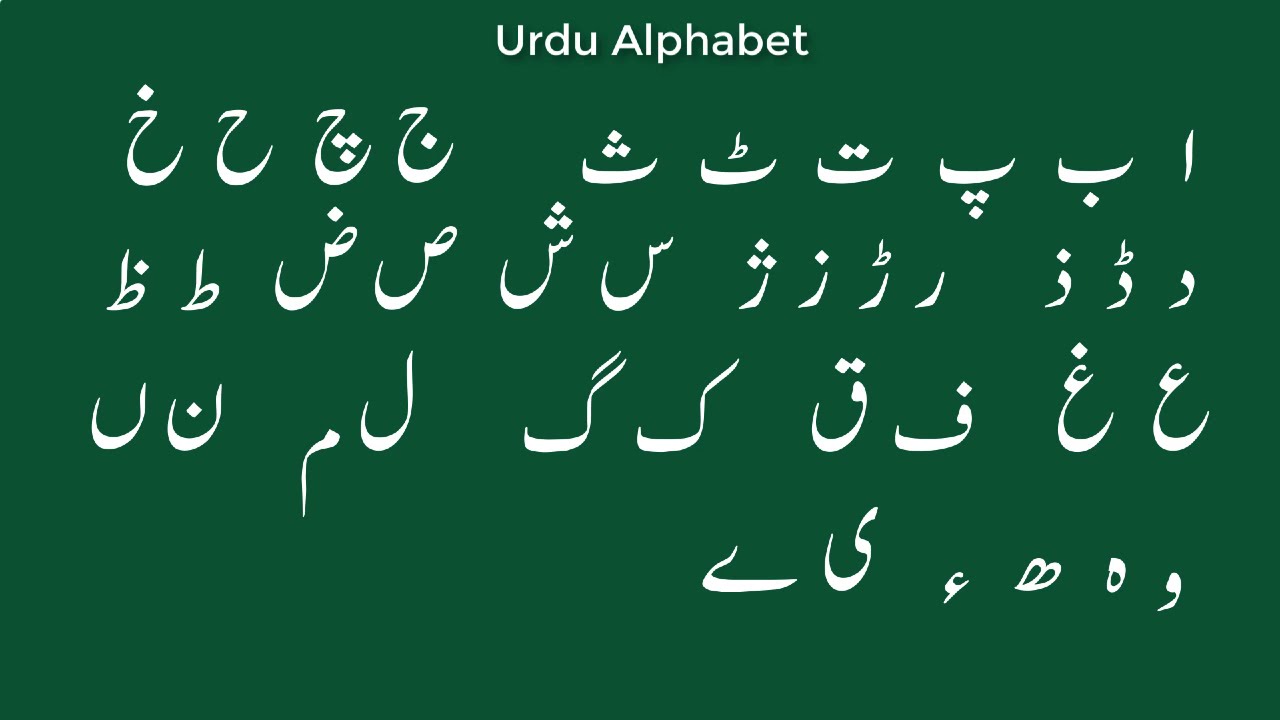 Urdu Alphabet
ا ب پ ت ٹ ث ج چ ح خ
د ڈ ذ ر ڑ ز ژ س ش ص ض ط ظ
ع غ ف ق ک گ ل م ن ں
و ہ ھ ء ی ے